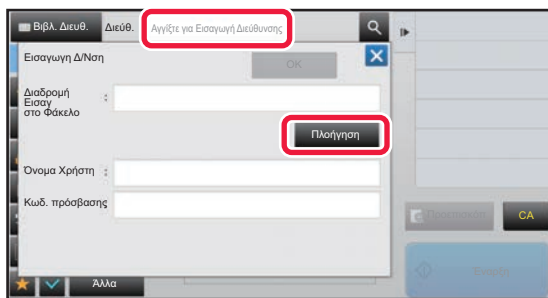 Βιβλ. Διευθ. Διεύθ. Αγγίξτε για Εισαγωγή Διεύθυνσης
Εισαγωγη Δ/Νση
OK
Διαδρομή
Εισαγ :
στο Φάκελο
Πλοήγηση
Όνομα Χρήστη :
Κωδ. πρόσβασης
CA
Έναρξη
Άλλα